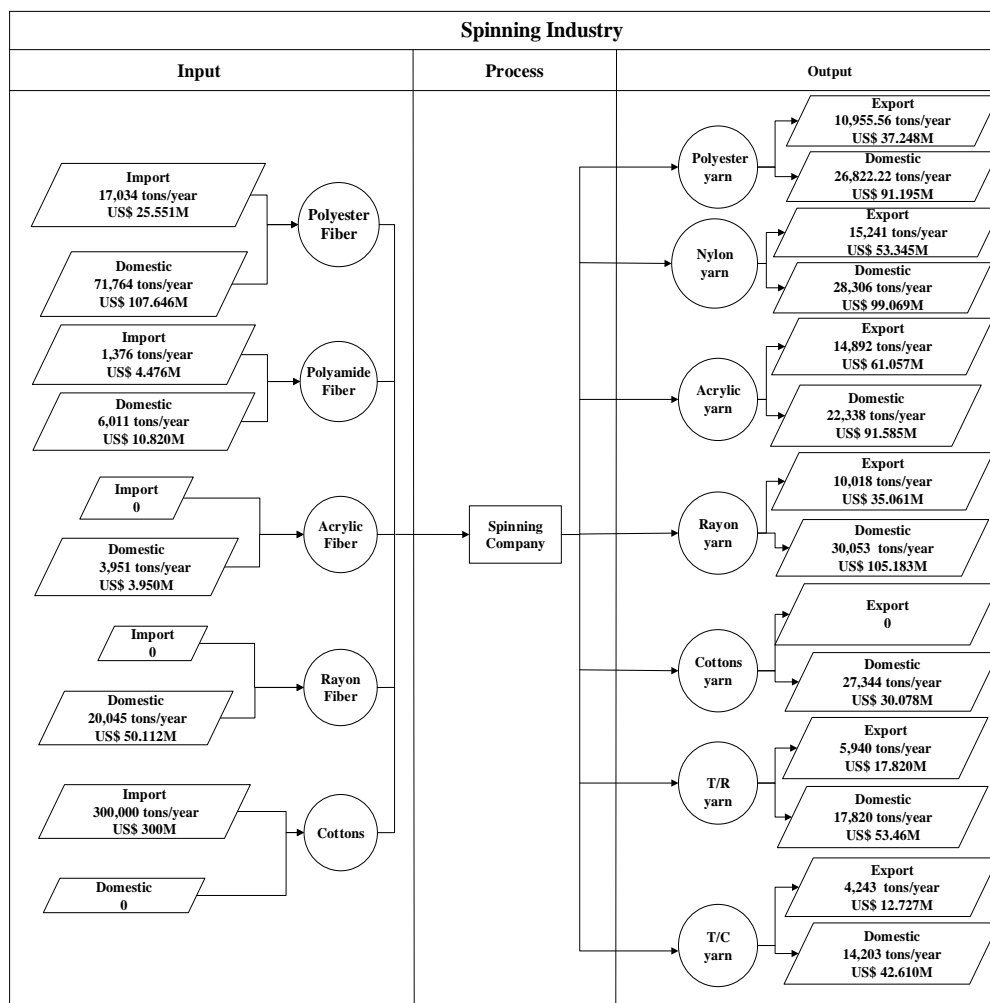 Spinning Industry
Input
Process
Output
Import
17,034 tons/year
US$ 25.551M
Domestic
71,764 tons/year
US$ 107.646M
Polyester
Fiber
Import
1,376 tons/year
US$ 4.476M
Domestic
6,011 tons/year
US$ 10.820M
Polyamide
Fiber
Import
0
Domestic
3,951 tons/year
US$ 3.950M
Acrylic
Fiber
Import
0
Domestic
20,045 tons/year
US$ 50.112M
Rayon
Fiber
Import
300,000 tons/year
US$ 300M
Domestic
0
Cottons
Spinning
Company
Polyester
yarn
Export
10,955.56 tons/year
US$ 37.248M
Domestic
26,822.22 tons/year
US$ 91.195M
Nylon
yarn
Export
15,241 tons/year
US$ 53.345M
Domestic
28,306 tons/year
US$ 99.069M
Acrylic
yarn
Export
14,892 tons/year
US$ 61.057M
Domestic
22,338 tons/year
US$ 91.585M
Rayon
yarn
Export
10,018 tons/year
US$ 35.061M
Domestic
30,053 tons/year
US$ 105.183M
Cottons
yarn
Export
0
Domestic
27,344 tons/year
US$ 30.078M
T/R
yarn
Export
5,940 tons/year
US$ 17.820M
Domestic
17,820 tons/year
US$ 53.46M
T/C
yarn
Export
4,243 tons/year
US$ 12.727M
Domestic
14,203 tons/year
US$ 42.610M